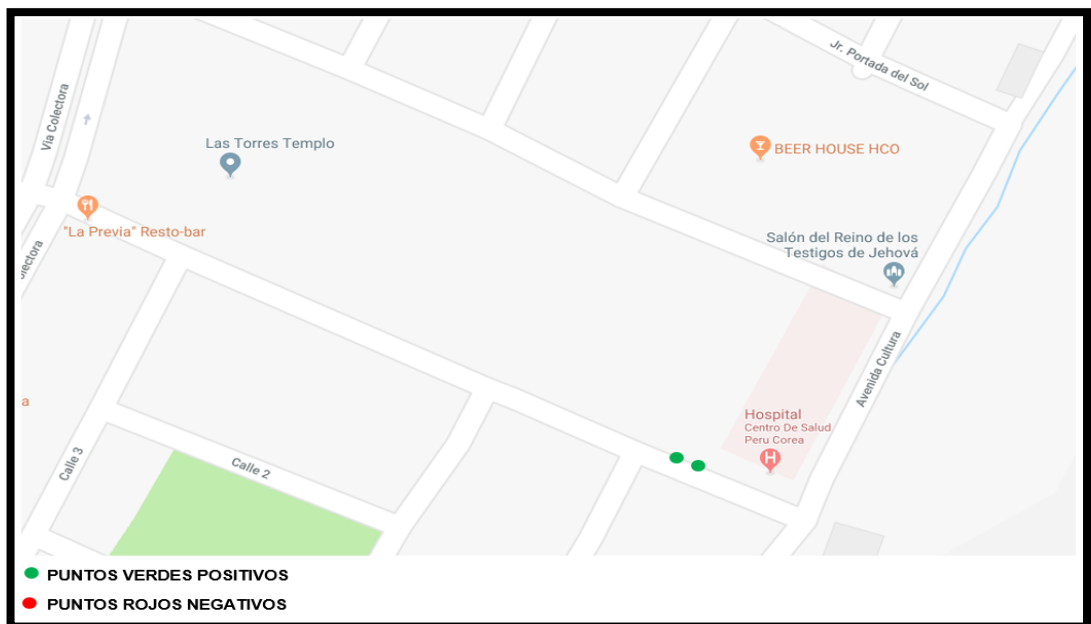 Jr. Portada del Sol
Via Colectora
Las Torres Templo
BEER HOUSE HCO
"La Previa" Resto-bar
Salón del Reino de los
Testigos de Jehová
Avenida Cultura
a
Hospital
Centro De Salud
Peru Corea
H
Calle 3
Calle 2
PUNTOS VERDES POSITIVOS
PUNTOS ROJOS NEGATIVOS